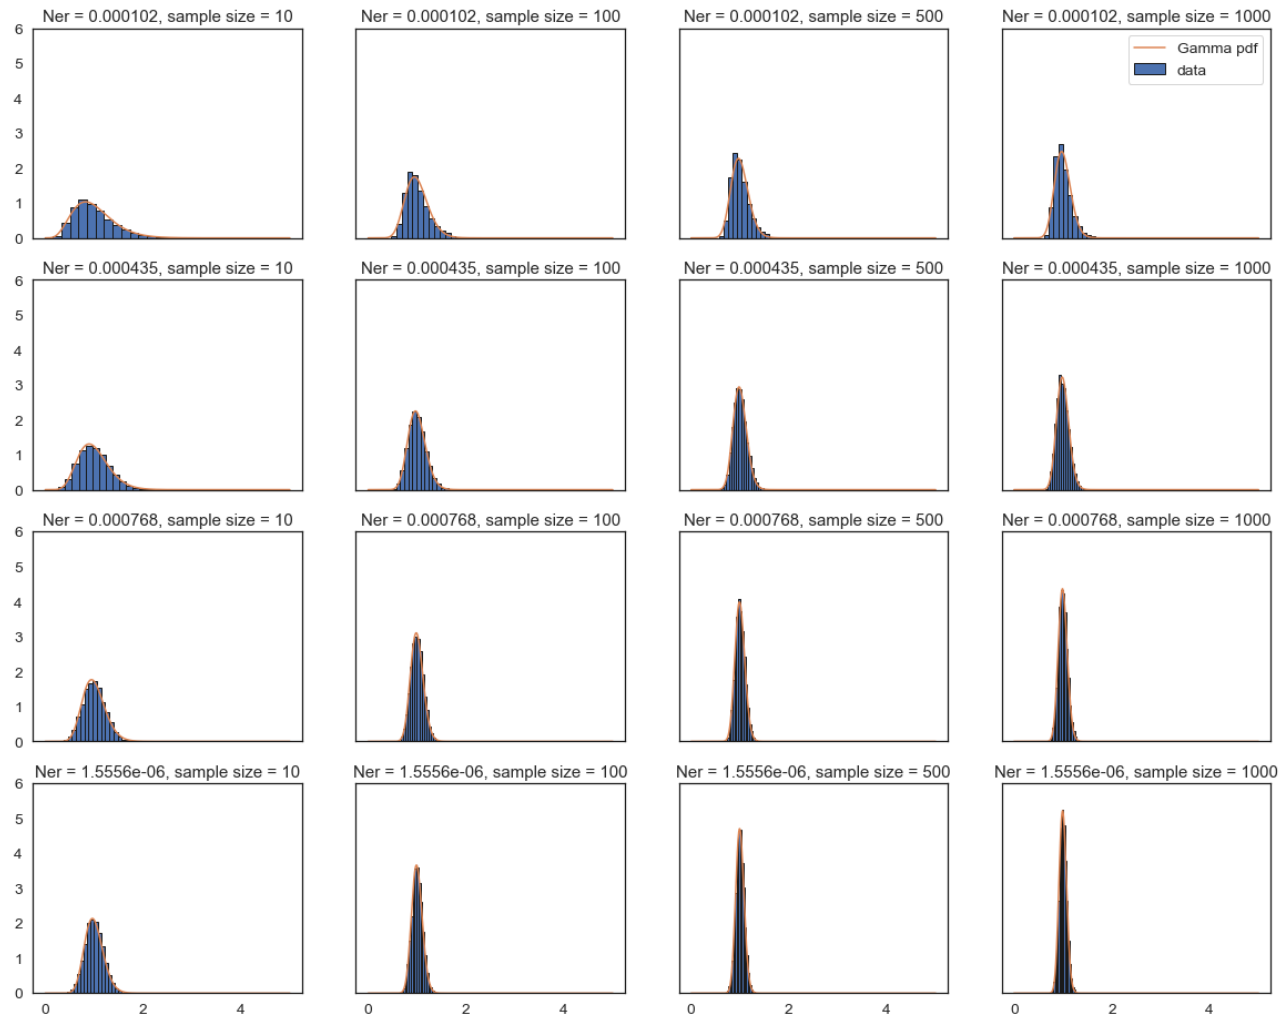 Ner = 0.000102, sample size = 10
Ner = 0.000102, sample size = 100
Ner = 0.000102, sample size = 500
Ner = 0.000102, sample size = 1000
6
5
4
3
2
1
0
Gamma pdf
data
Ner = 0.000435, sample size = 10
Ner = 0.000435, sample size = 100
Ner = 0.000435, sample size = 500
Ner = 0.000435, sample size = 1000
6
5
4
3
2
1
0
Ner = 0.000768, sample size = 10
Ner = 0.000768, sample size = 100
Ner = 0.000768, sample size = 500
Ner = 0.000768, sample size = 1000
6
5
4
3
2
1
0
Ner = 1.5556e-06, sample size = 10
Ner = 1.5556e-06, sample size = 100
Ner = 1.5556e-06, sample size = 500
Ner = 1.5556e-06, sample size = 1000
6
5
4
3
2
1
0
0 2 4
0 2 4
0 2 4
0 2 4